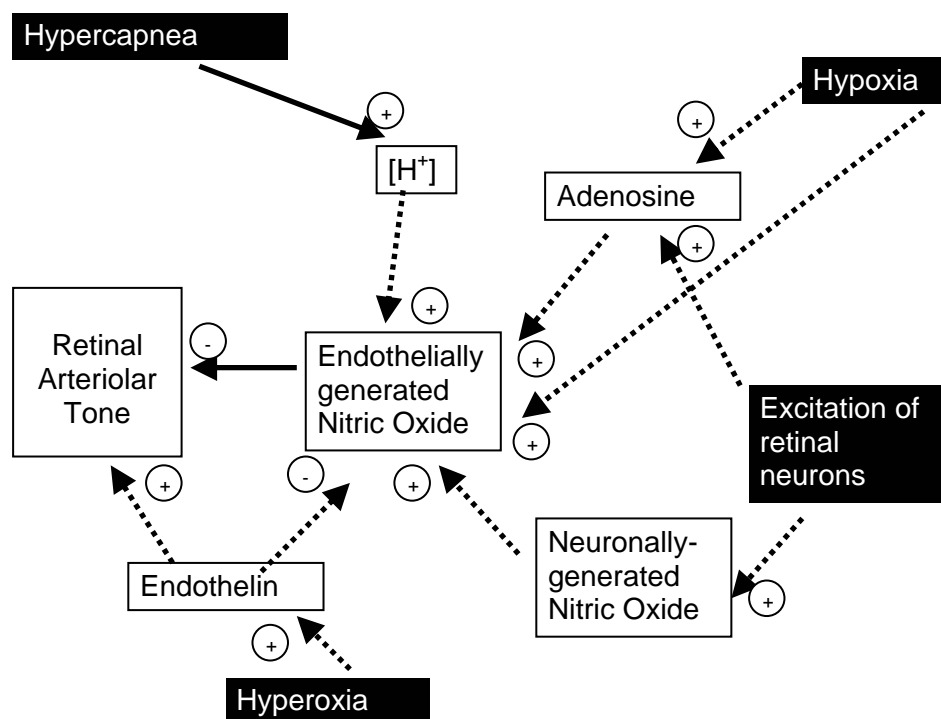 Hypercapnea
Hypoxia
+
+
[H+]
Adenosine
+
+
-
Retinal
Arteriolar
Tone
Endothelially
generated
Nitric Oxide
+
+
Excitation of
retinal
neurons
+
-
+
Neuronally-
generated
Nitric Oxide
Endothelin
+
+
Hyperoxia